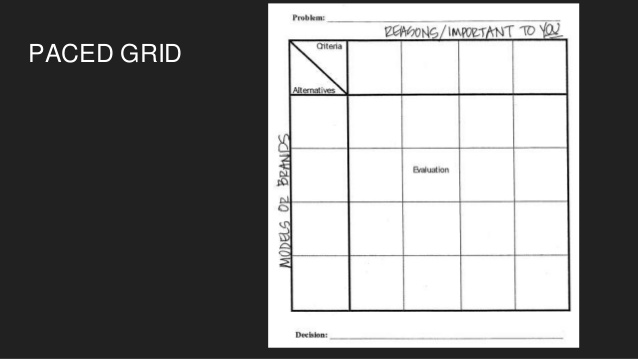 PACED GRID
Problem:
REASONS/IMPORTANT TO YOU
Criteria
Alternatives
MODELS OR BRANDS
Evaluation
Decision: